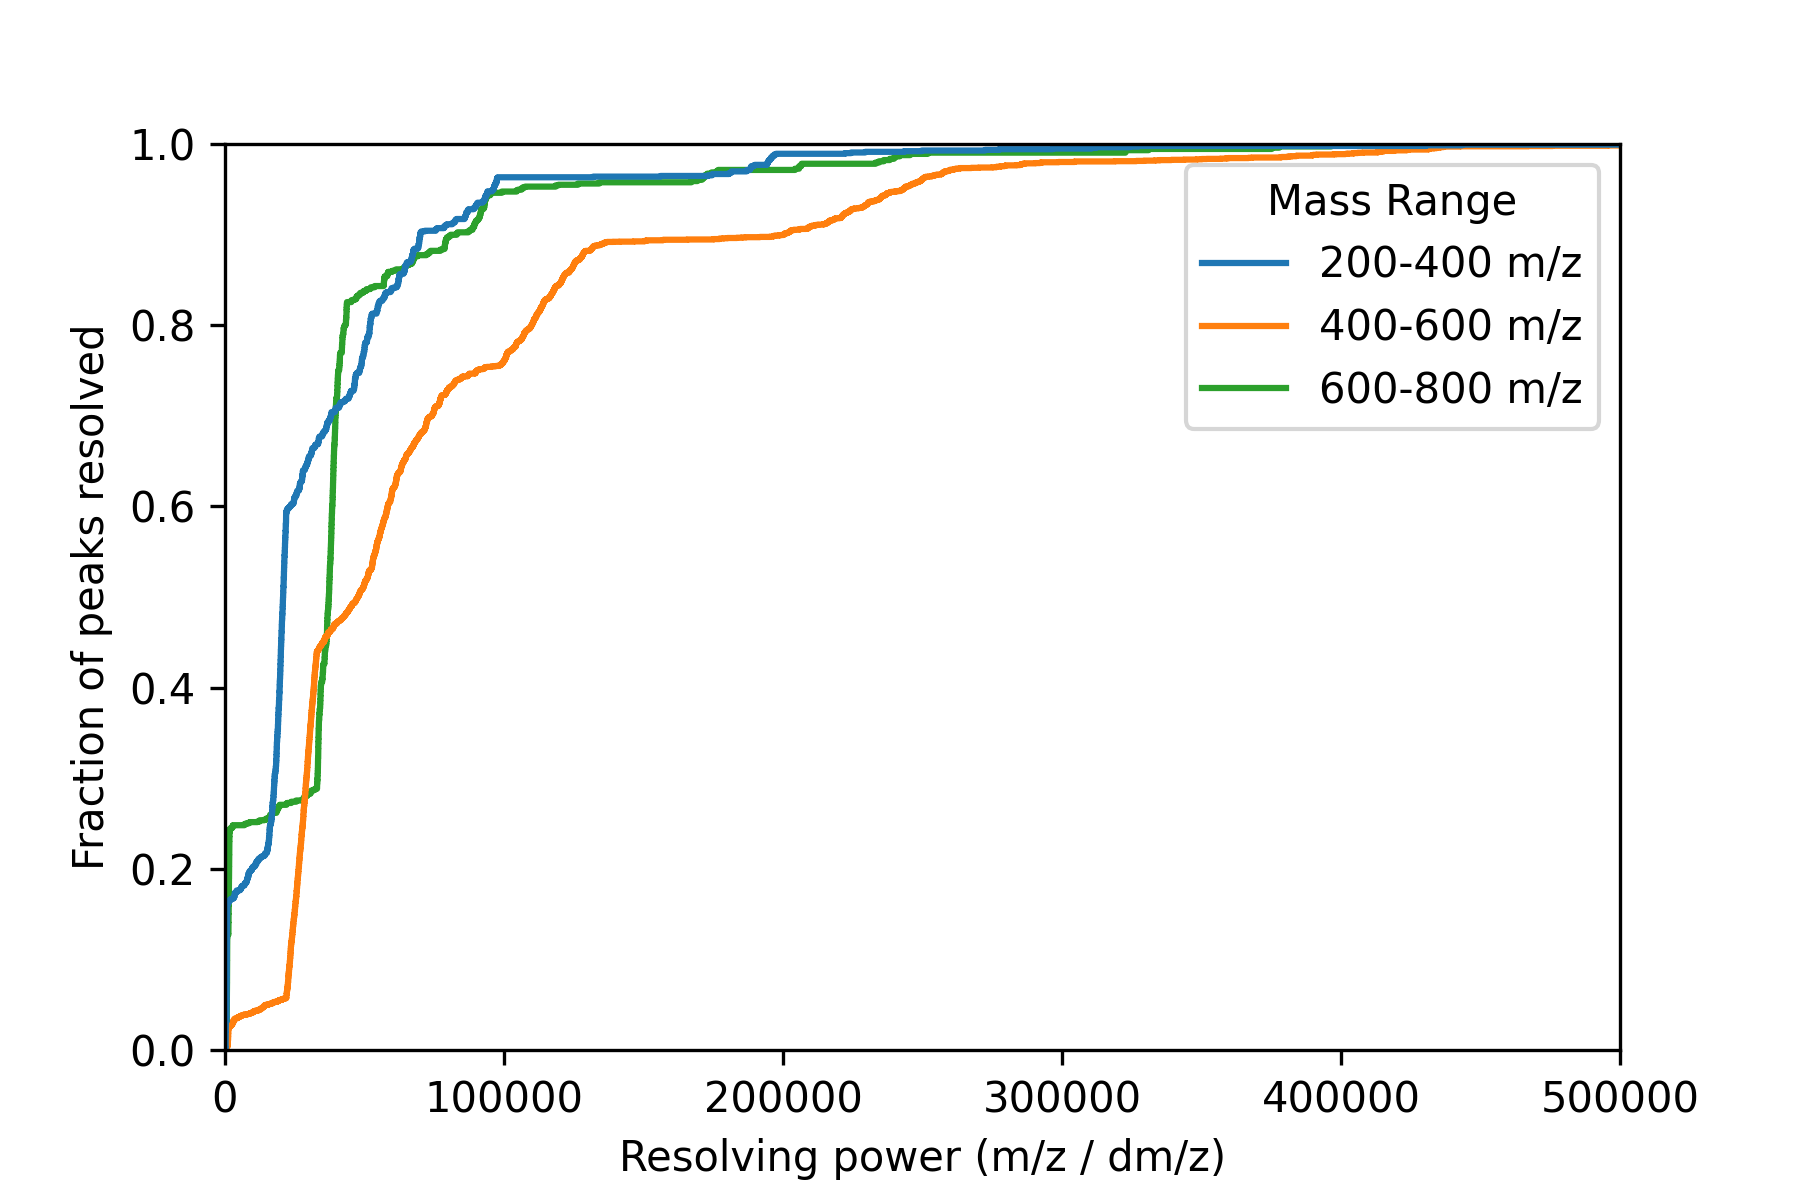 Fraction of peaks resolved
1.0
0.8
0.6
0.4
0.2
0.0
Mass Range
200-400 m/z
400-600 m/z
600-800 m/z
0
100000
200000
300000
400000
500000
Resolving power (m/z / dm/z)